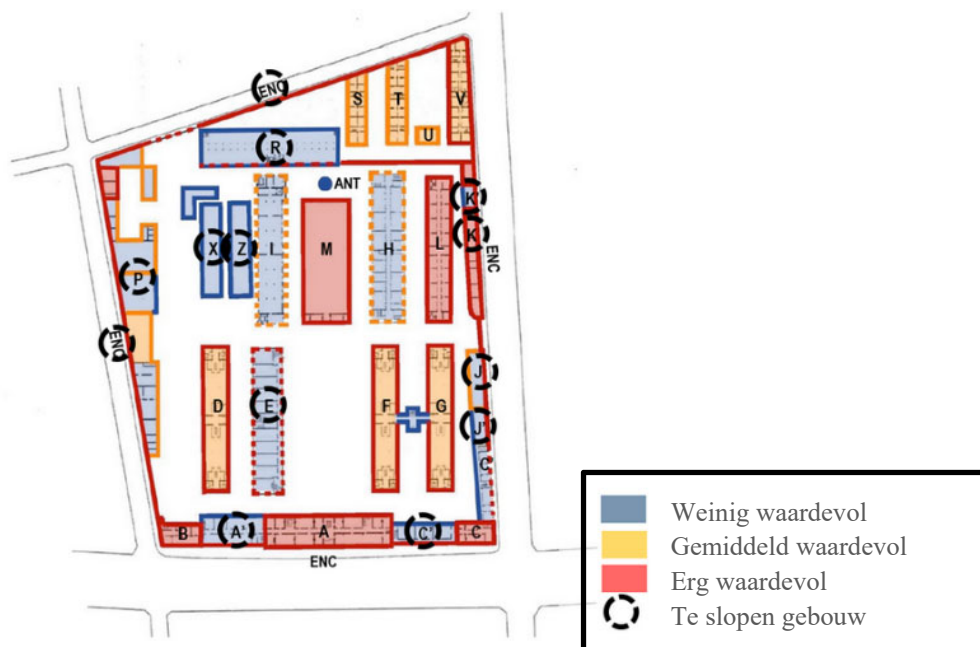 ENC
S T V
U
R
ANT
K'
X Z I M H L K
ENC
P
ENC
J
D E F G
J'
C
B A' A C' C
ENC
Weinig waardevol
Gemiddeld waardevol
Erg waardevol
Te slopen gebouw